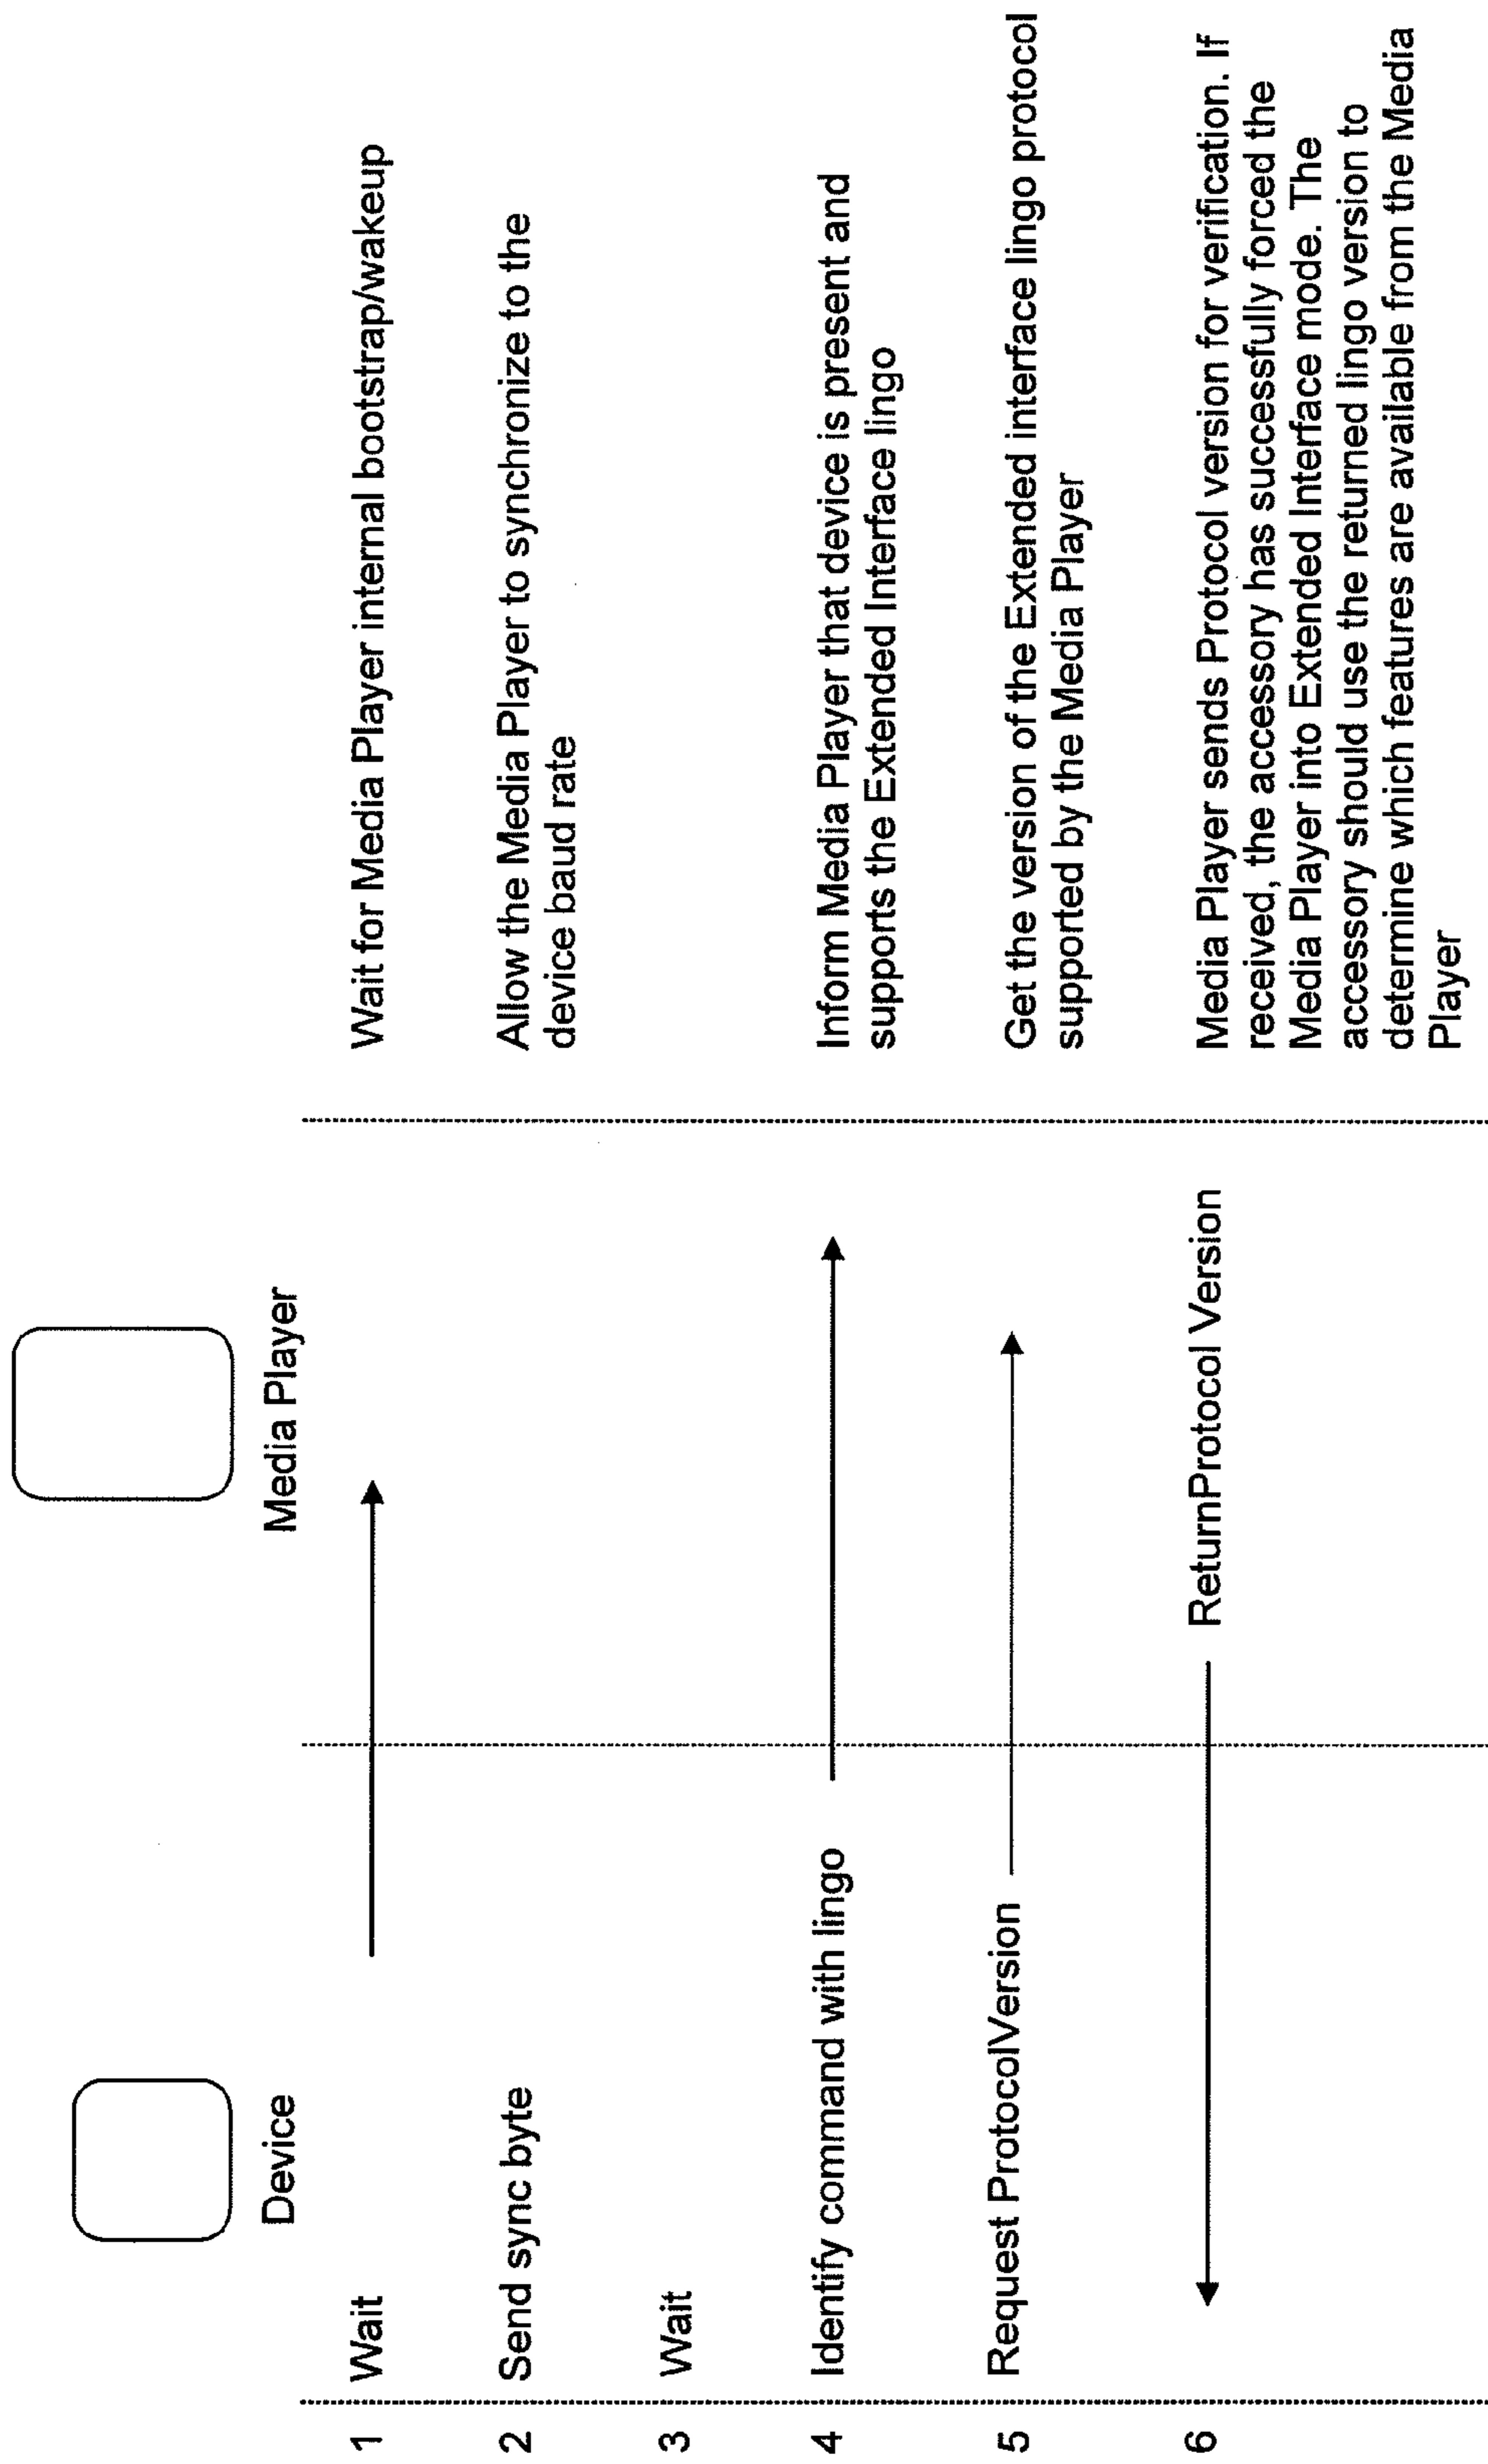 Device
Media Player
1
Wait
Wait for Media Player internal bootstrap/wakeup
2
Send sync byte
Allow the Media Player to synchronize to the
device baud rate
3
Wait
4
Identify command with lingo
Inform Media Player that device is present and
supports the Extended Interface lingo
5
Request ProtocolVersion
Get the version of the Extended interface lingo protocol
supported by the Media Player
6
ReturnProtocol Version
Media Player sends Protocol version for verification. If
received, the accessory has successfully forced the
Media Player into Extended Interface mode. The
accessory should use the returned lingo version to
determine which features are available from the Media
Player